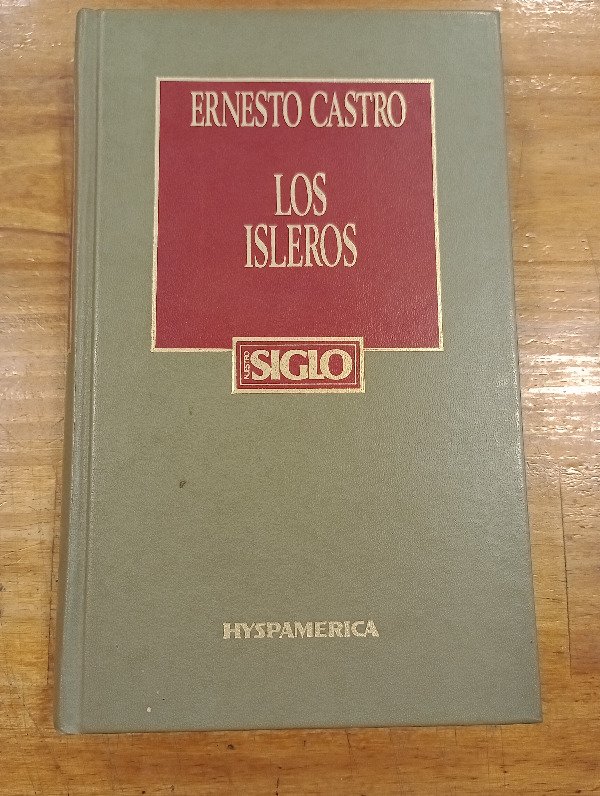 ERNESTO CASTRO
LOS
ISLEROS
NUESTRO
SIGLO
HYSPAMERICA